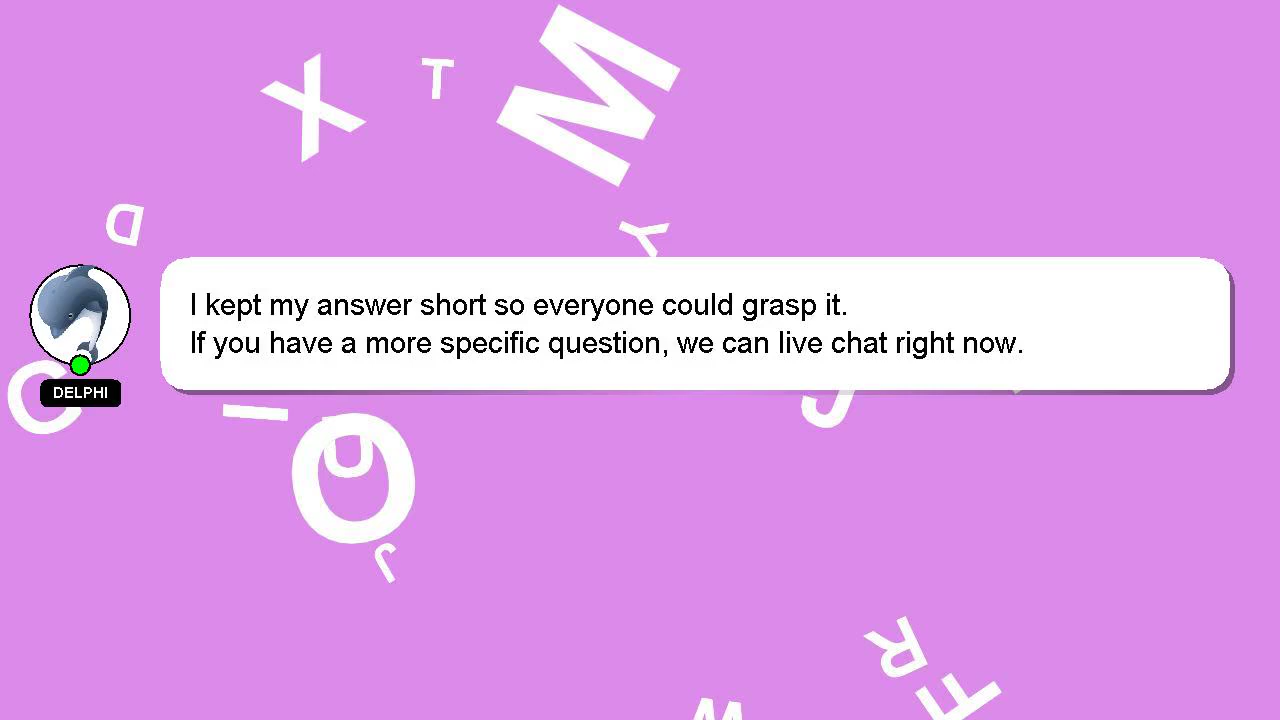 X
T
M
D
Y
I kept my answer short so everyone could grasp it.
If you have a more specific question, we can live chat right now.
DELPHI
C
I
J
O
U
J
R
F
W